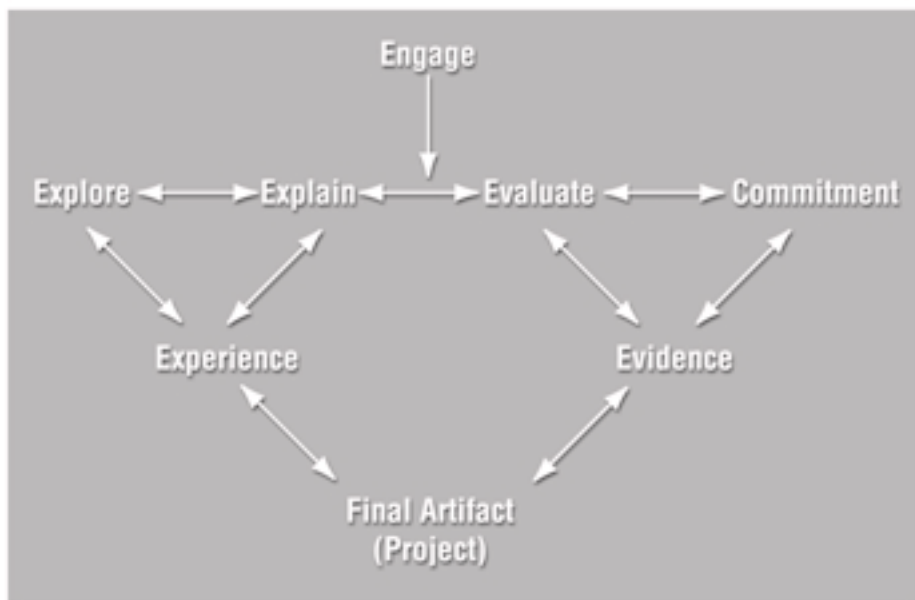 Engage
Explore
Explain
Evaluate
Commitment
Experience
Evidence
Final Artifact
(Project)